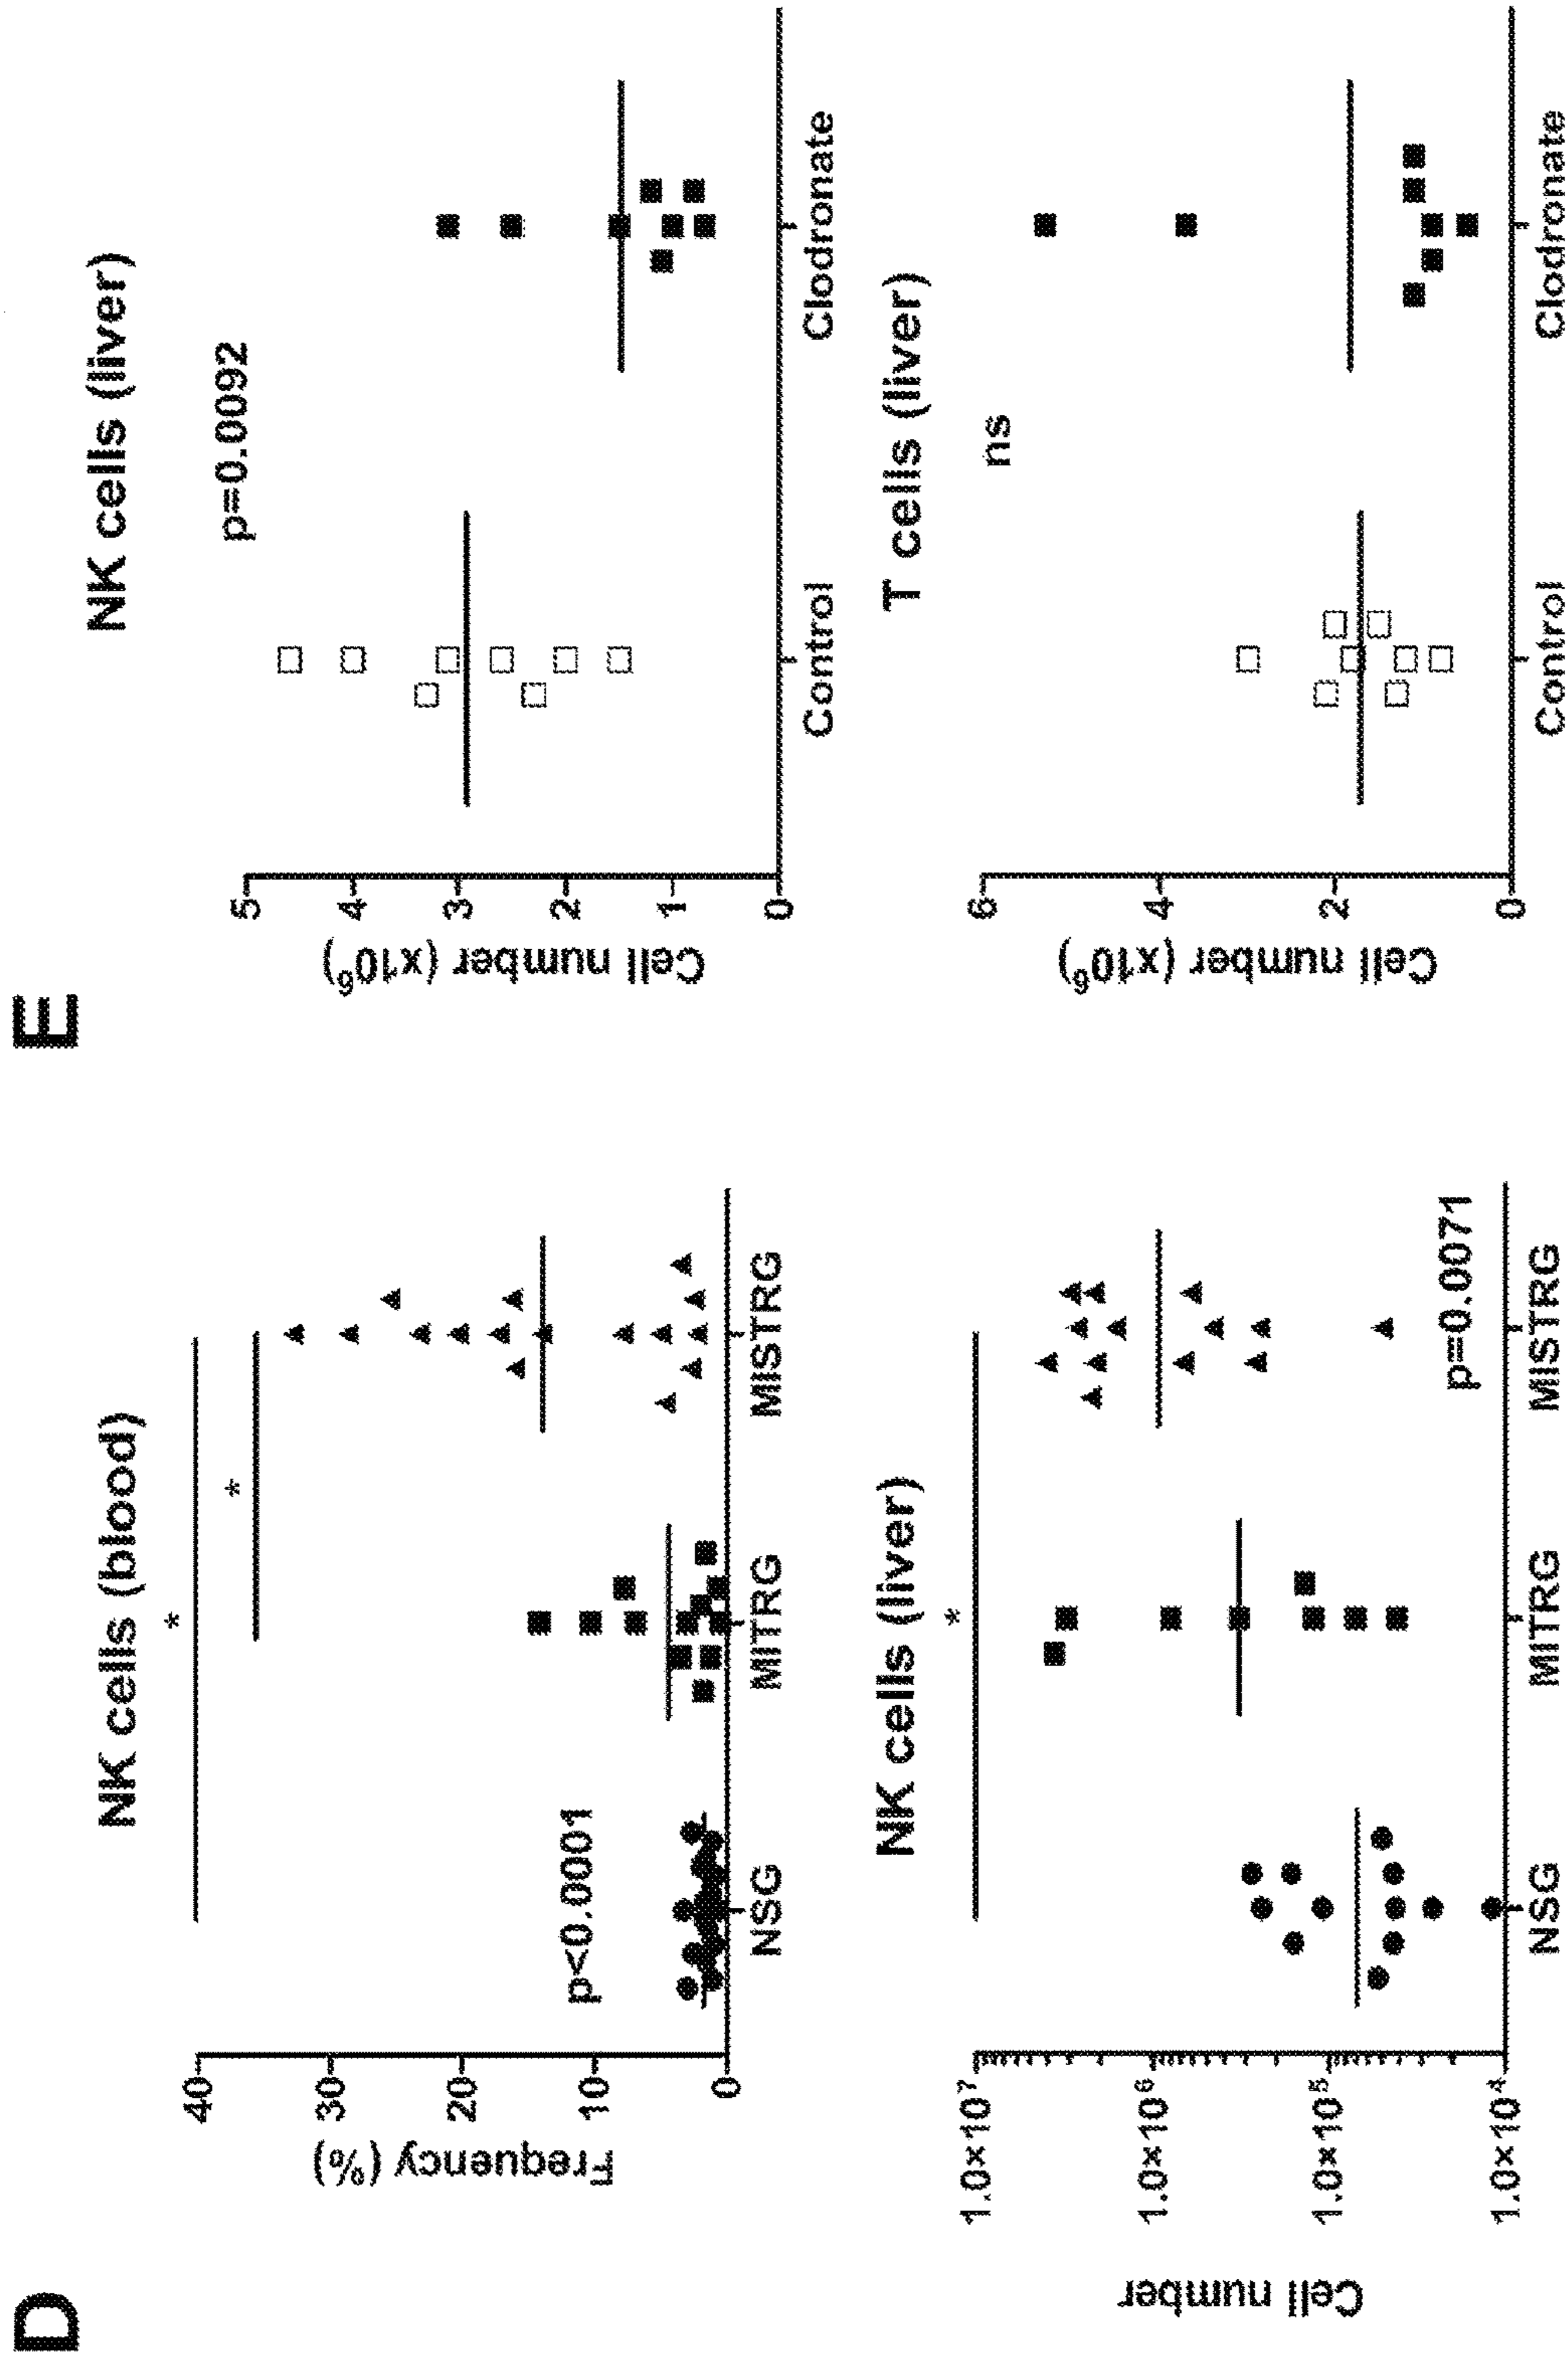 D
NK cells (blood)
*
*
p<0.0001
Frequency (%)
40
30
20
10
0
NSG
MITRG
MISTRG
NK cells (liver)
*
Cell number
1.0×10⁷
1.0×10⁶
1.0×10⁵
1.0×10⁴
p=0.0071
NSG
MITRG
MISTRG
E
NK cells (liver)
p=0.0092
Cell number (x10⁶)
5
4
3
2
1
0
Control
Clodronate
T cells (liver)
ns
Cell number (x10⁶)
6
4
2
0
Control
Clodronate